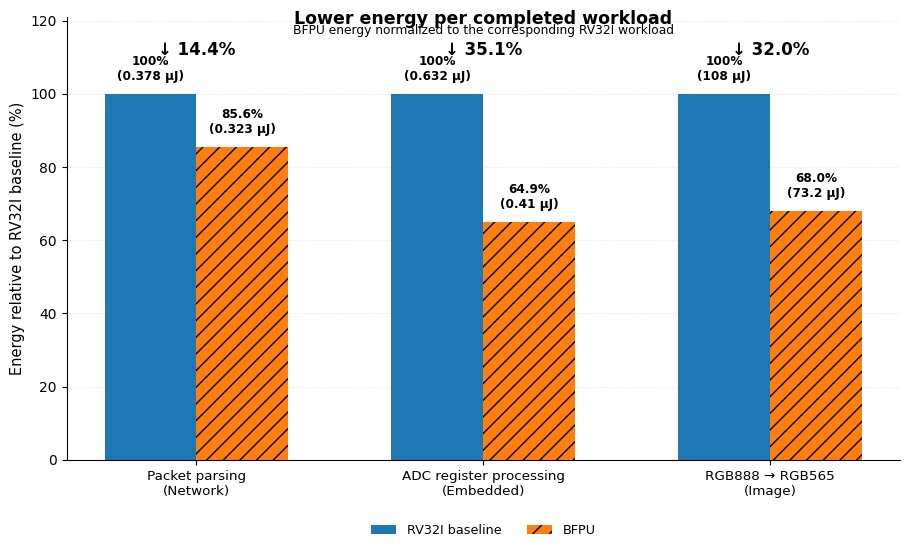 Lower energy per completed workload
BFPU energy normalized to the corresponding RV32I workload
↓ 14.4%
↓ 35.1%
↓ 32.0%
100%
(0.378 µJ)
85.6%
(0.323 µJ)
100%
(0.632 µJ)
64.9%
(0.41 µJ)
100%
(108 µJ)
68.0%
(73.2 µJ)
Energy relative to RV32I baseline (%)
120
100
80
60
40
20
0
Packet parsing
(Network)
ADC register processing
(Embedded)
RGB888 → RGB565
(Image)
RV32I baseline
BFPU